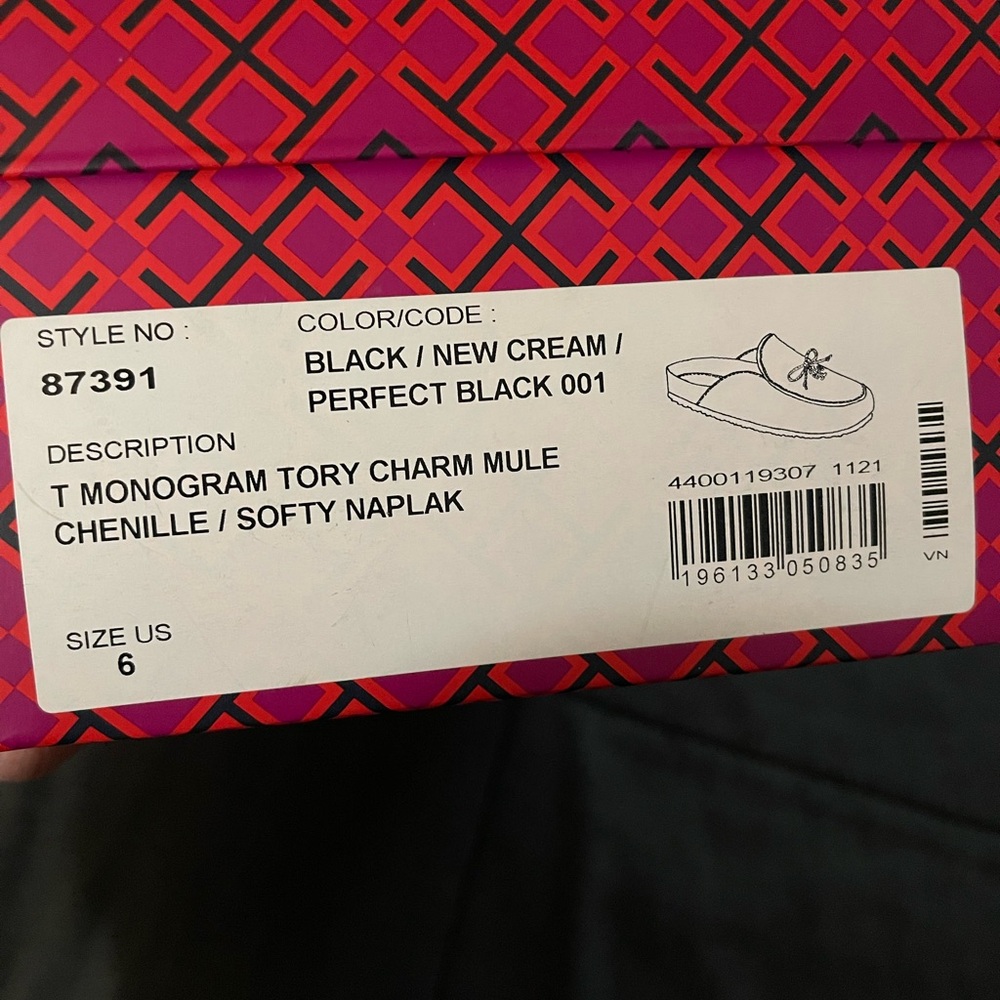 STYLE NO :
87391
COLOR/CODE :
BLACK / NEW CREAM /
PERFECT BLACK 001
DESCRIPTION
T MONOGRAM TORY CHARM MULE
CHENILLE / SOFTY NAPLAK
SIZE US
6
4400119307 1121
196133 050835
VN